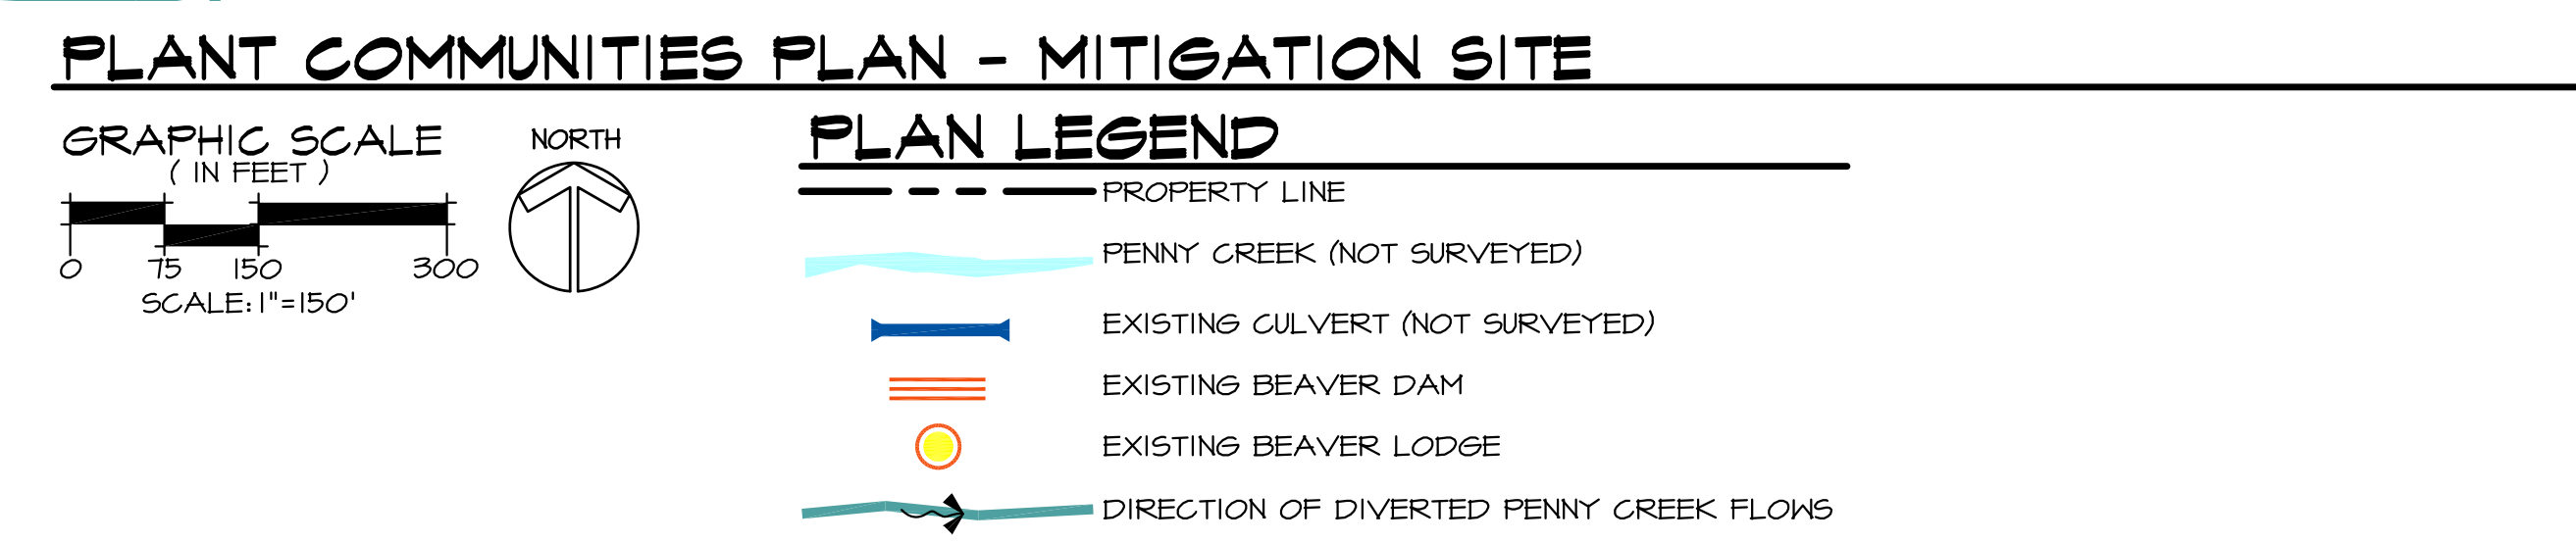 PLANT COMMUNITIES PLAN - MITIGATION SITE
GRAPHIC SCALE
( IN FEET )
0 75 150 300
SCALE: 1"=150'
NORTH
PLAN LEGEND
PROPERTY LINE
PENNY CREEK (NOT SURVEYED)
EXISTING CULVERT (NOT SURVEYED)
EXISTING BEAVER DAM
EXISTING BEAVER LODGE
DIRECTION OF DIVERTED PENNY CREEK FLOWS